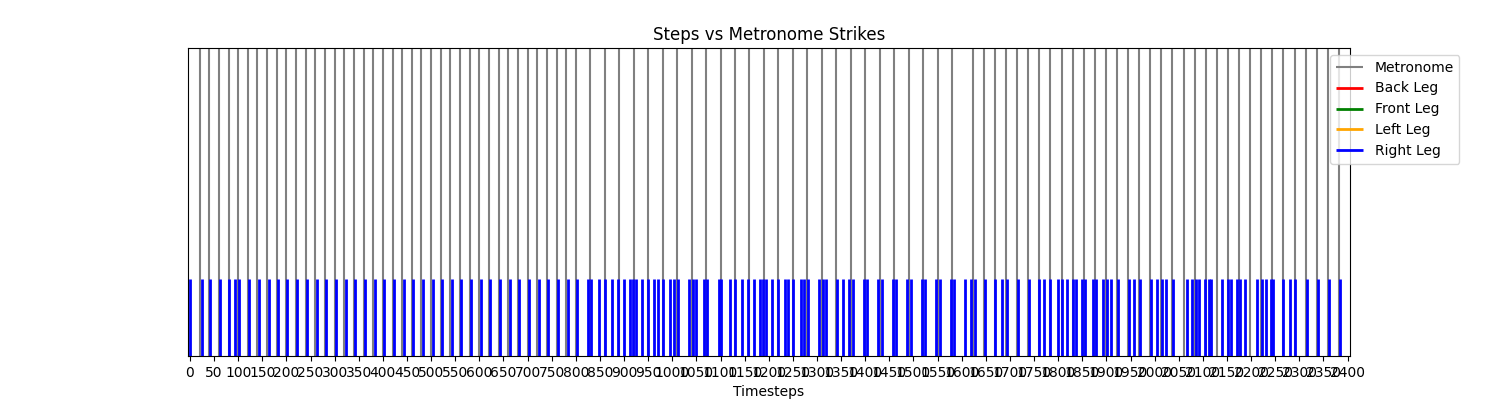 Steps vs Metronome Strikes
Metronome
Back Leg
Front Leg
Left Leg
Right Leg
0 50 100 150 200 250 300 350 400 450 500 550 600 650 700 750 800 850 900 950 1000 1050 1100 1150 1200 1250 1300 1350 1400 1450 1500 1550 1600 1650 1700 1750 1800 1850 1900 1950 2000 2050 2100 2150 2200 2250 2300 2350 2400
Timesteps